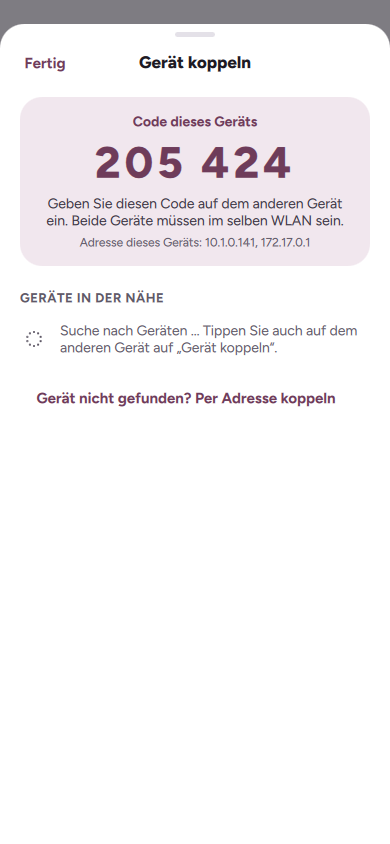 Fertig
Gerät koppeln
Code dieses Geräts
205 424
Geben Sie diesen Code auf dem anderen Gerät
ein. Beide Geräte müssen im selben WLAN sein.
Adresse dieses Geräts: 10.1.0.141, 172.17.0.1
GERÄTE IN DER NÄHE
Suche nach Geräten … Tippen Sie auch auf dem
anderen Gerät auf „Gerät koppeln“.
Gerät nicht gefunden? Per Adresse koppeln